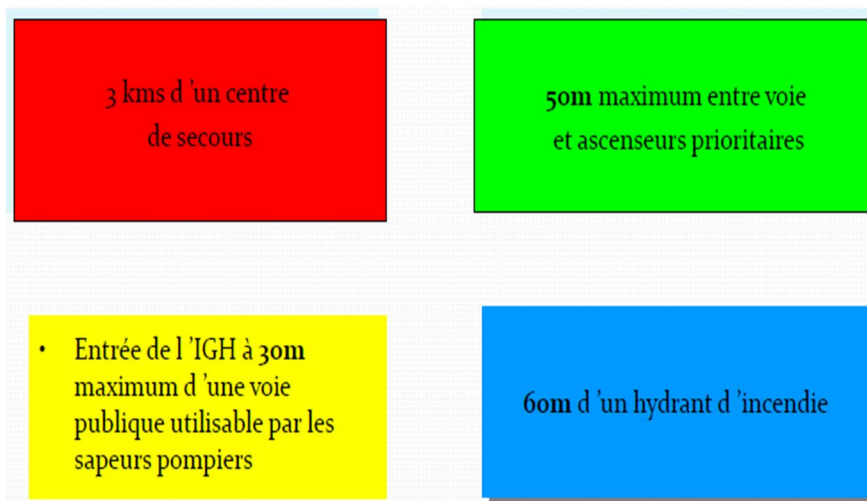 3 kms d ’un centre
de secours
50m maximum entre voie
et ascenseurs prioritaires
• Entrée de l ’IGH à 30m
maximum d ’une voie
publique utilisable par les
sapeurs pompiers
60m d ’un hydrant d ’incendie